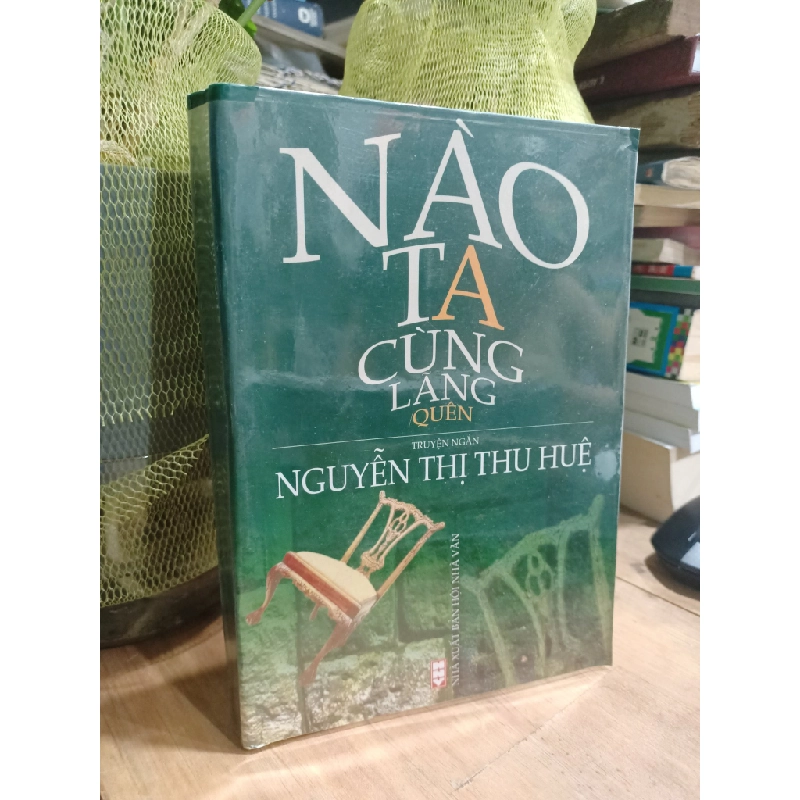 NÀO
TA
CÙNG
LÃNG
QUÊN
TRUYỆN NGẮN
NGUYỄN THỊ THU HUỆ
NHÀ XUẤT BẢN HỘI NHÀ VĂN